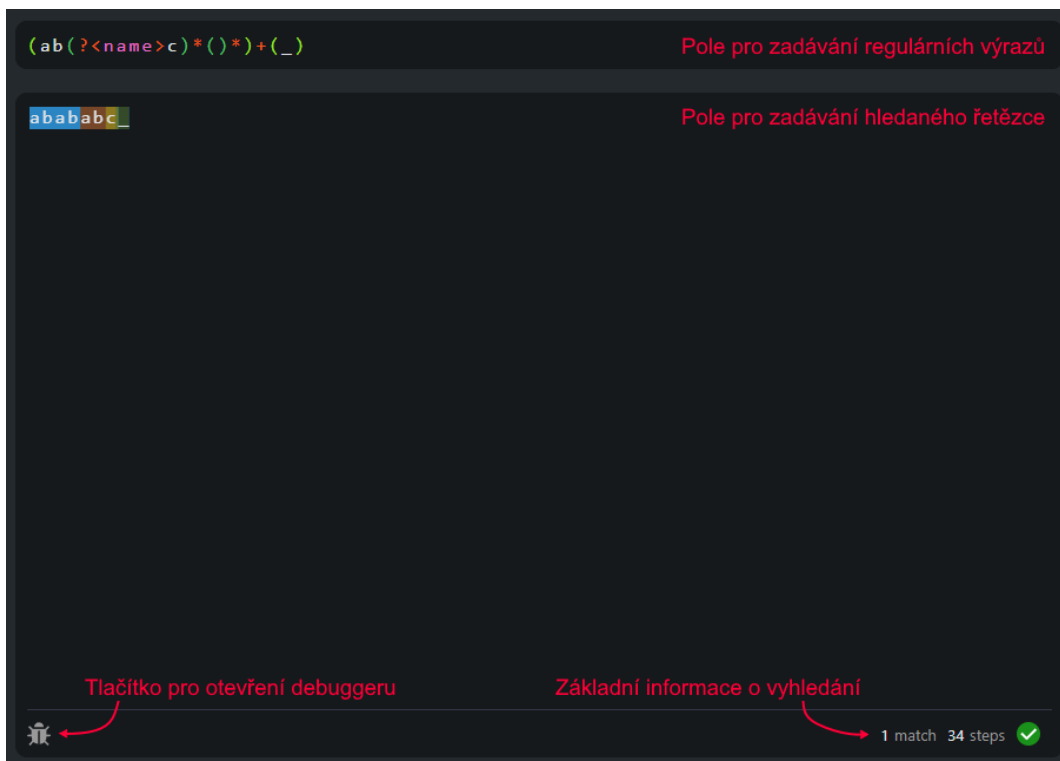 (ab(?<name>c)*()*)+(_) Pole pro zadávání regulárních výrazů
abababc_ Pole pro zadávání hledaného řetězce
Tlačítko pro otevření debuggeru Základní informace o vyhledání
1 match 34 steps